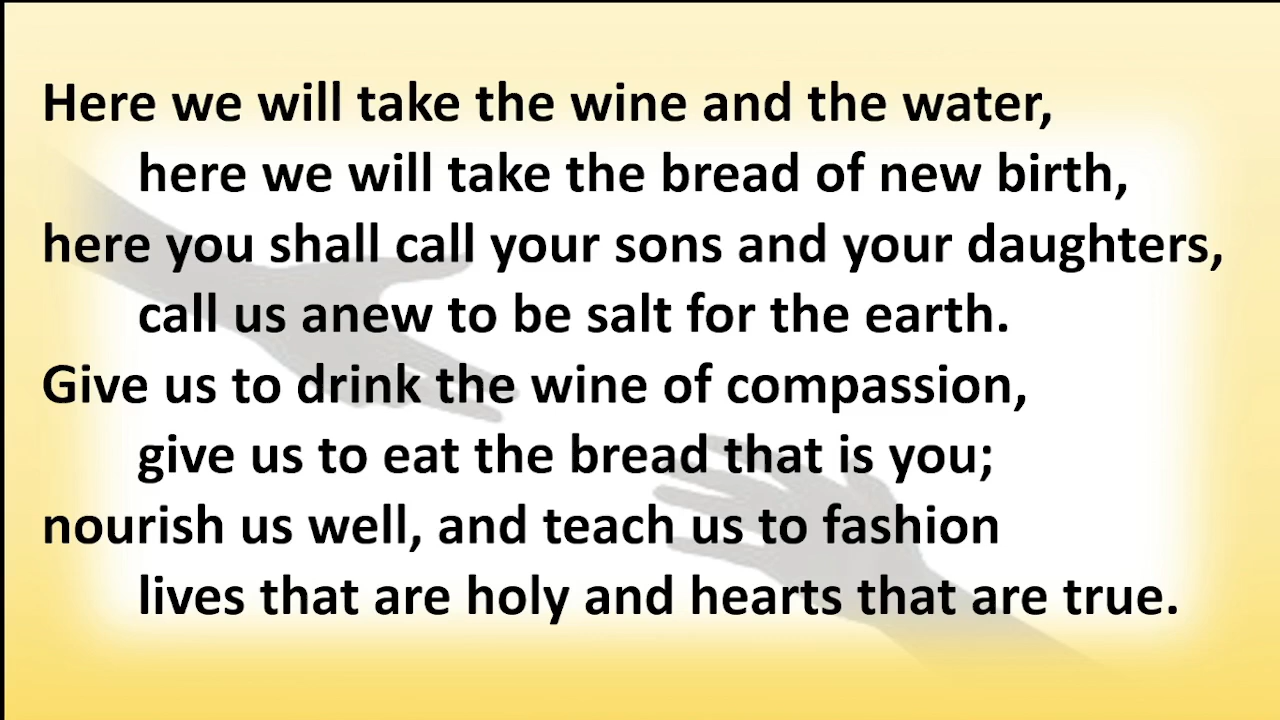 Here we will take the wine and the water,
here we will take the bread of new birth,
here you shall call your sons and your daughters,
call us anew to be salt for the earth.
Give us to drink the wine of compassion,
give us to eat the bread that is you;
nourish us well, and teach us to fashion
lives that are holy and hearts that are true.